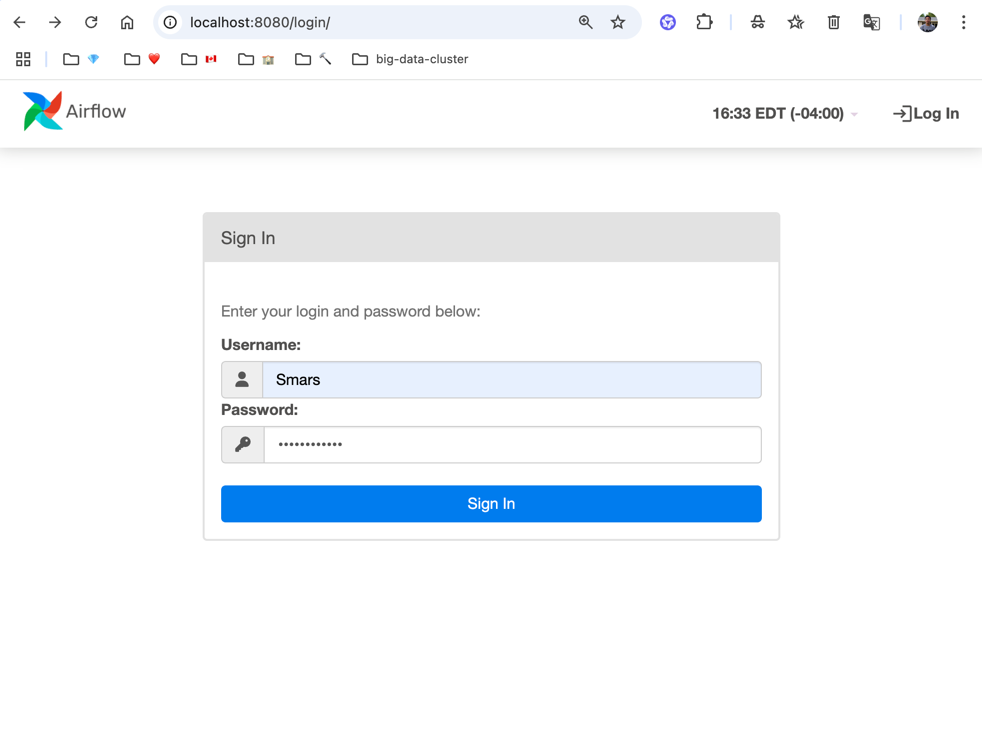 localhost:8080/login/
big-data-cluster
Airflow
16:33 EDT (-04:00)
Log In
Sign In
Enter your login and password below:
Username:
Smars
Password:
••••••••••••
Sign In